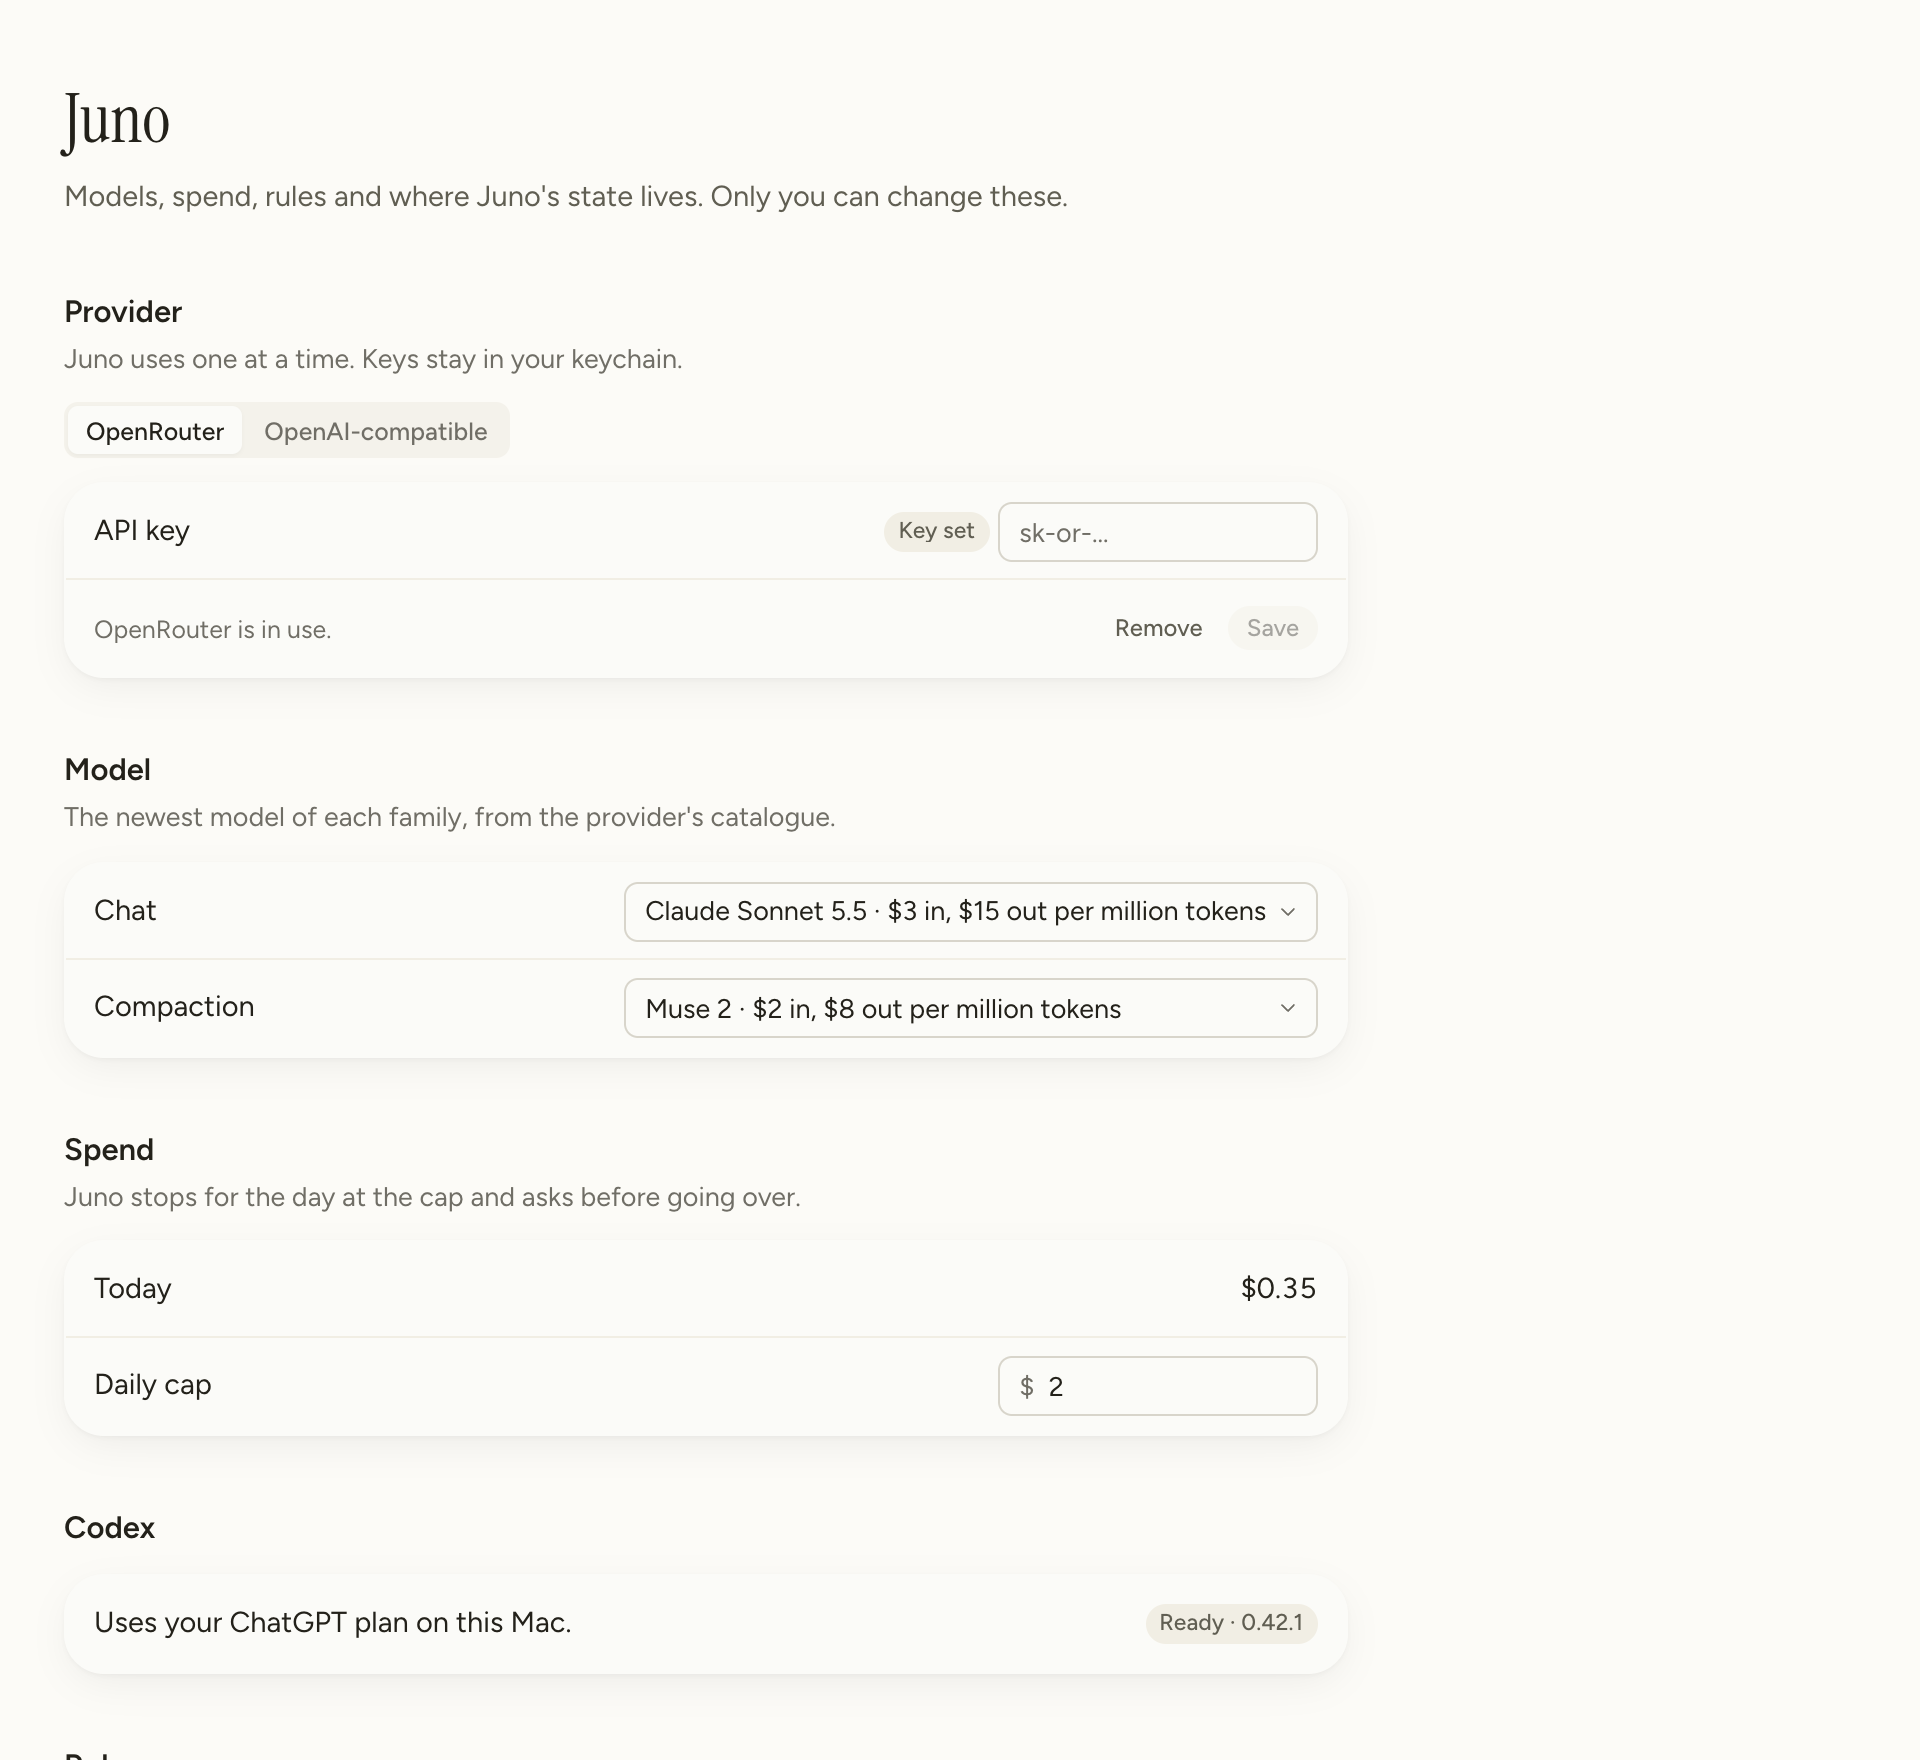 Juno
Models, spend, rules and where Juno's state lives. Only you can change these.
Provider
Juno uses one at a time. Keys stay in your keychain.
OpenRouter OpenAI-compatible
API key Key set sk-or-...
OpenRouter is in use. Remove Save
Model
The newest model of each family, from the provider's catalogue.
Chat Claude Sonnet 5.5 · $3 in, $15 out per million tokens
Compaction Muse 2 · $2 in, $8 out per million tokens
Spend
Juno stops for the day at the cap and asks before going over.
Today $0.35
Daily cap $ 2
Codex
Uses your ChatGPT plan on this Mac. Ready · 0.42.1